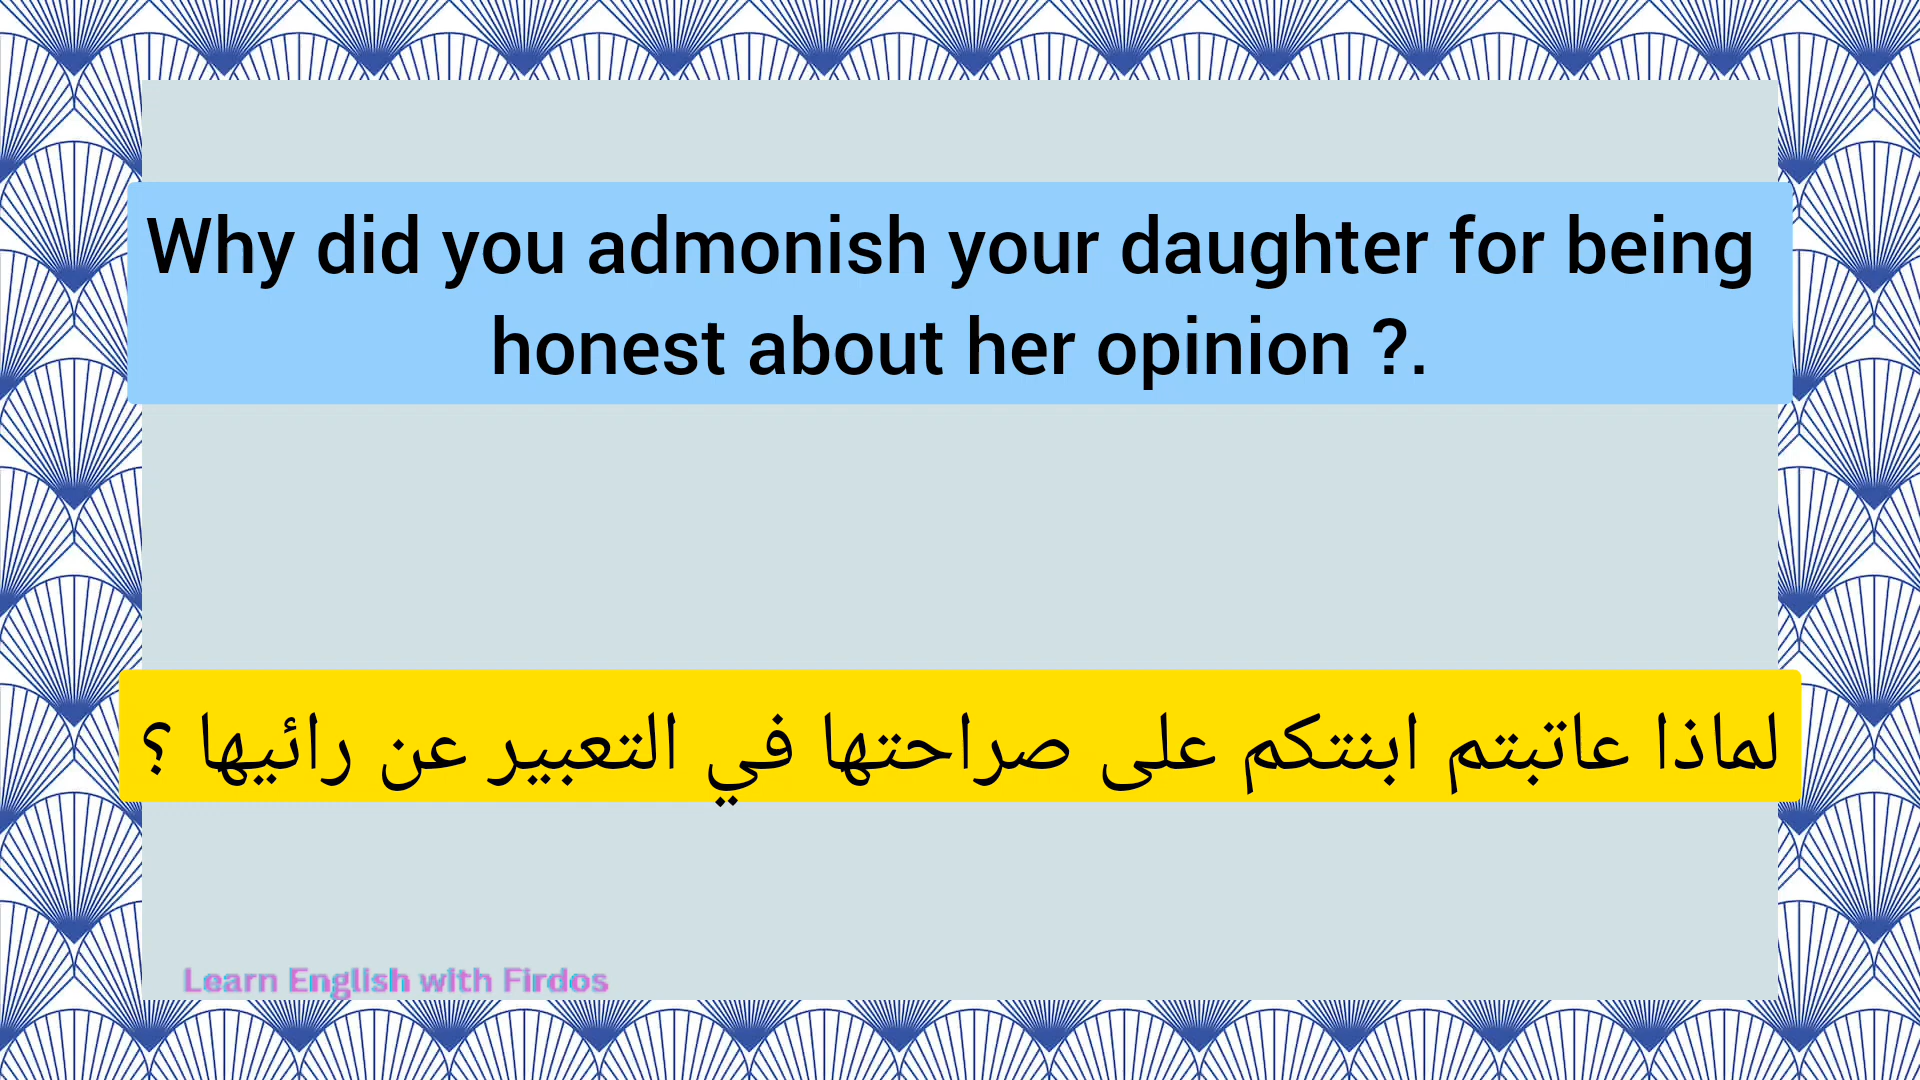 Why did you admonish your daughter for being
honest about her opinion ?.
لماذا عاتبتم ابنتكم على صراحتها في التعبير عن رائيها ؟
Learn English with Firdos